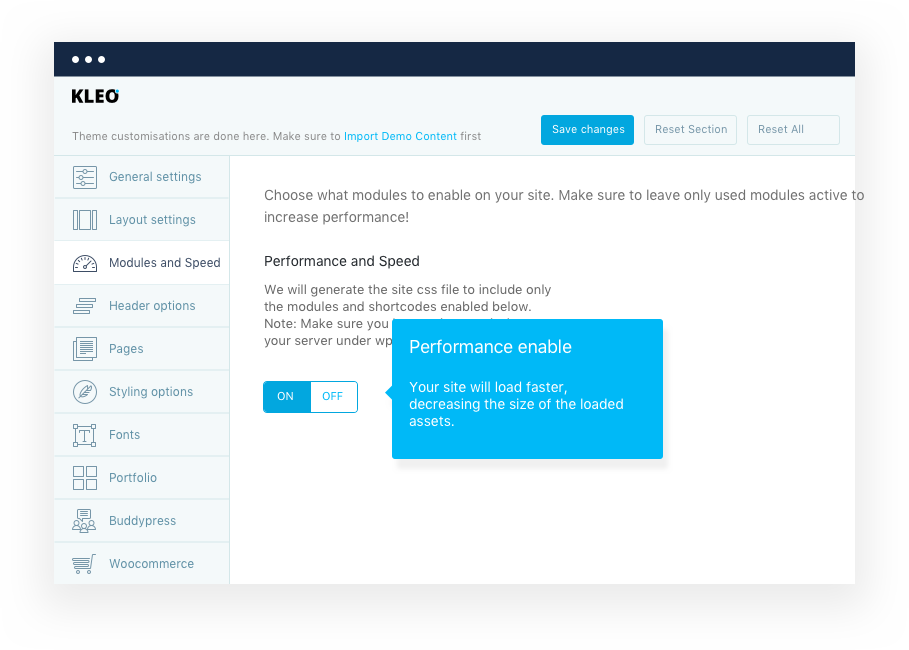 KLEO
Theme customisations are done here. Make sure to Import Demo Content first
Save changes
Reset Section
Reset All
General settings
Layout settings
Modules and Speed
Header options
Pages
Styling options
Fonts
Portfolio
Buddypress
Woocommerce
Choose what modules to enable on your site. Make sure to leave only used modules active to
increase performance!
Performance and Speed
We will generate the site css file to include only
the modules and shortcodes enabled below.
Note: Make sure you
your server under wp
ON
OFF
Performance enable
Your site will load faster,
decreasing the size of the loaded
assets.